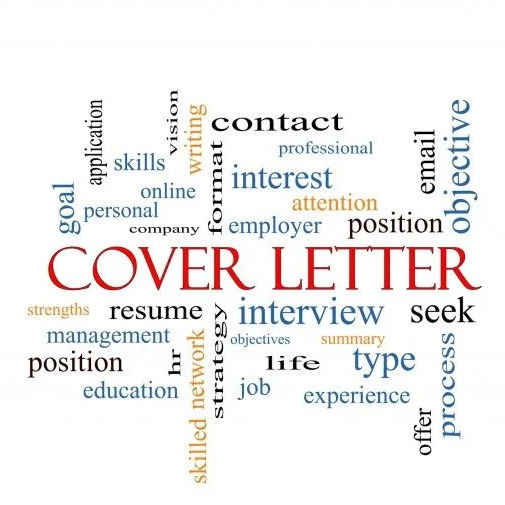 application
vision
writing
contact
email
objective
professional
skills
format
interest
goal
online
attention
personal
company
employer
position
COVER LETTER
strengths
resume
strategy
interview
seek
management
hr
network
objectives
summary
process
position
life
type
education
job
experience
offer
skilled